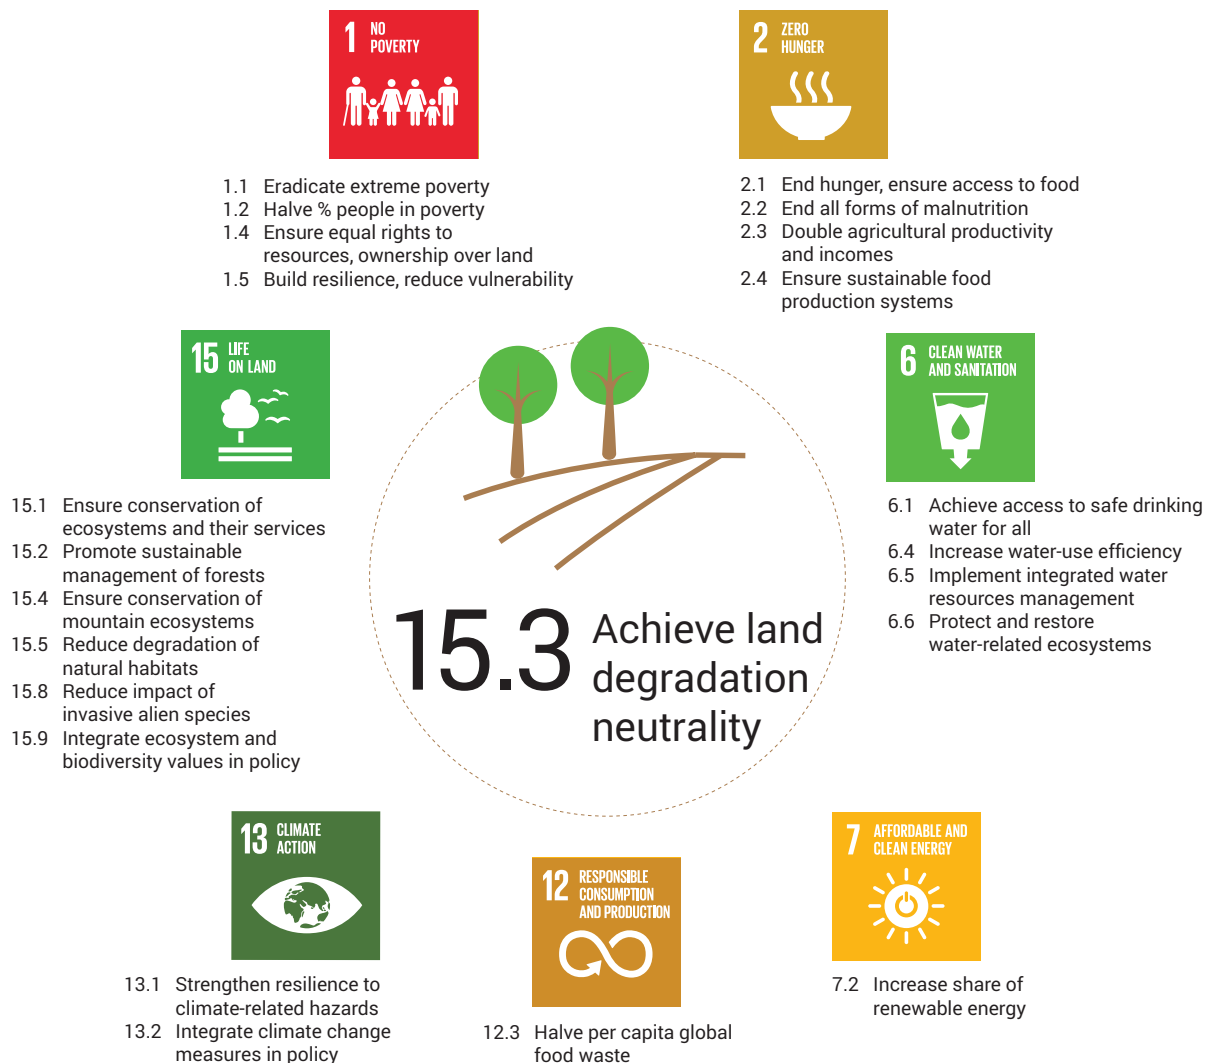 1 NO
POVERTY
1.1 Eradicate extreme poverty
1.2 Halve % people in poverty
1.4 Ensure equal rights to
resources, ownership over land
1.5 Build resilience, reduce vulnerability
2 ZERO
HUNGER
2.1 End hunger, ensure access to food
2.2 End all forms of malnutrition
2.3 Double agricultural productivity
and incomes
2.4 Ensure sustainable food
production systems
15 LIFE
ON LAND
15.1 Ensure conservation of
ecosystems and their services
15.2 Promote sustainable
management of forests
15.4 Ensure conservation of
mountain ecosystems
15.5 Reduce degradation of
natural habitats
15.8 Reduce impact of
invasive alien species
15.9 Integrate ecosystem and
biodiversity values in policy
15.3 Achieve land
degradation
neutrality
6 CLEAN WATER
AND SANITATION
6.1 Achieve access to safe drinking
water for all
6.4 Increase water-use efficiency
6.5 Implement integrated water
resources management
6.6 Protect and restore
water-related ecosystems
13 CLIMATE
ACTION
13.1 Strengthen resilience to
climate-related hazards
13.2 Integrate climate change
measures in policy
12 RESPONSIBLE
CONSUMPTION
AND PRODUCTION
12.3 Halve per capita global
food waste
7 AFFORDABLE AND
CLEAN ENERGY
7.2 Increase share of
renewable energy